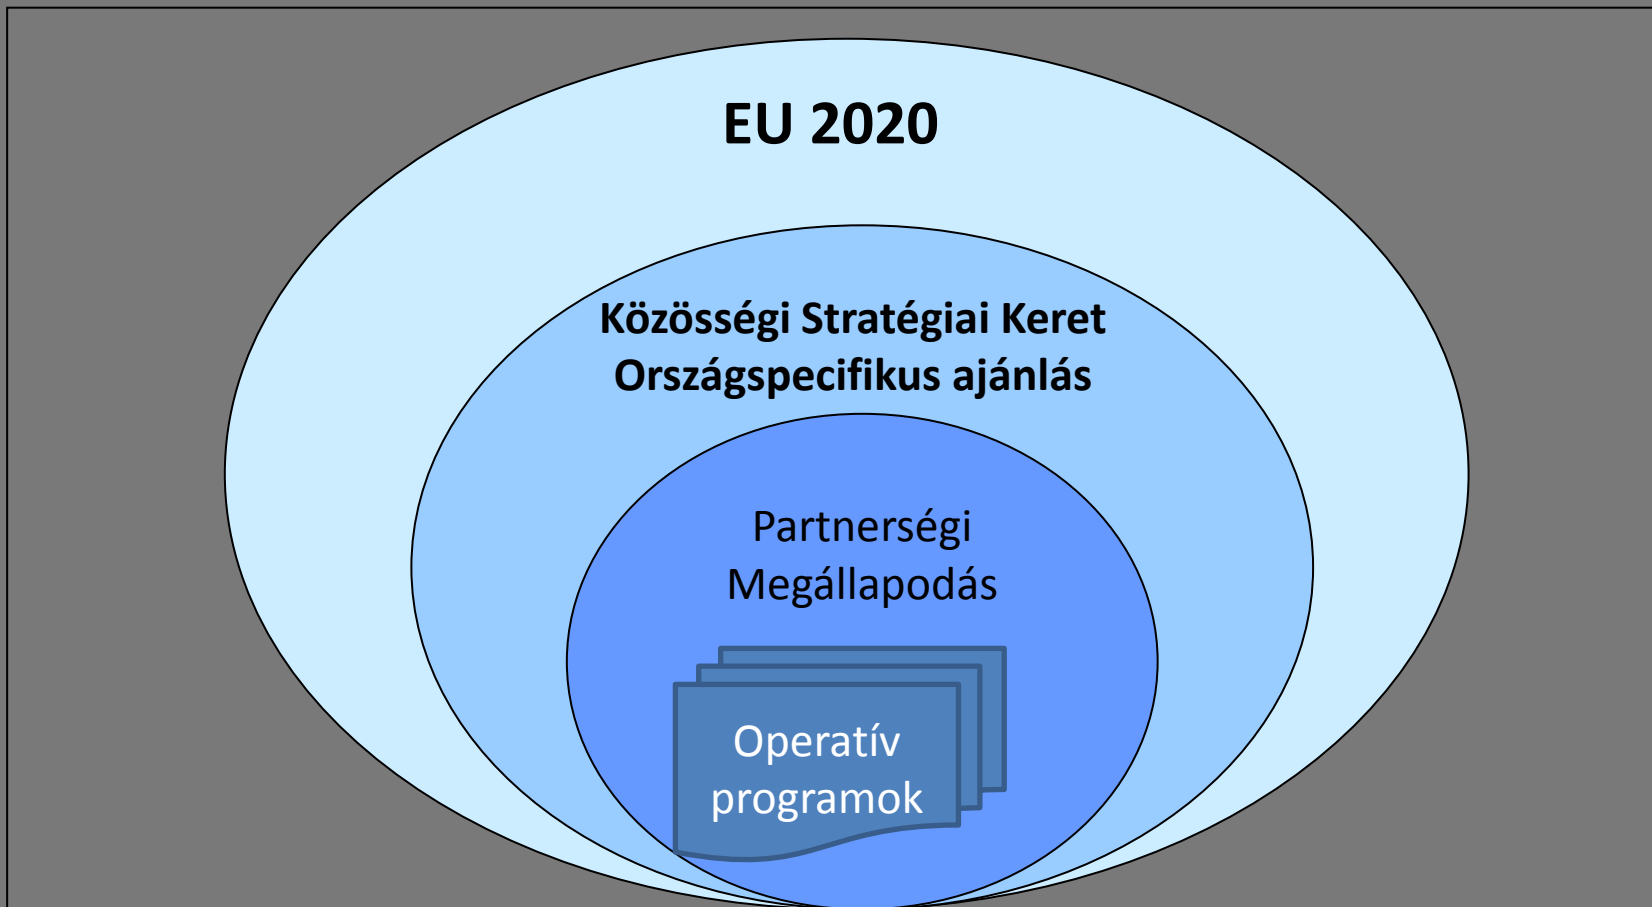 EU 2020
Közösségi Stratégiai Keret
Országspecifikus ajánlás
Partnerségi
Megállapodás
Operatív
programok